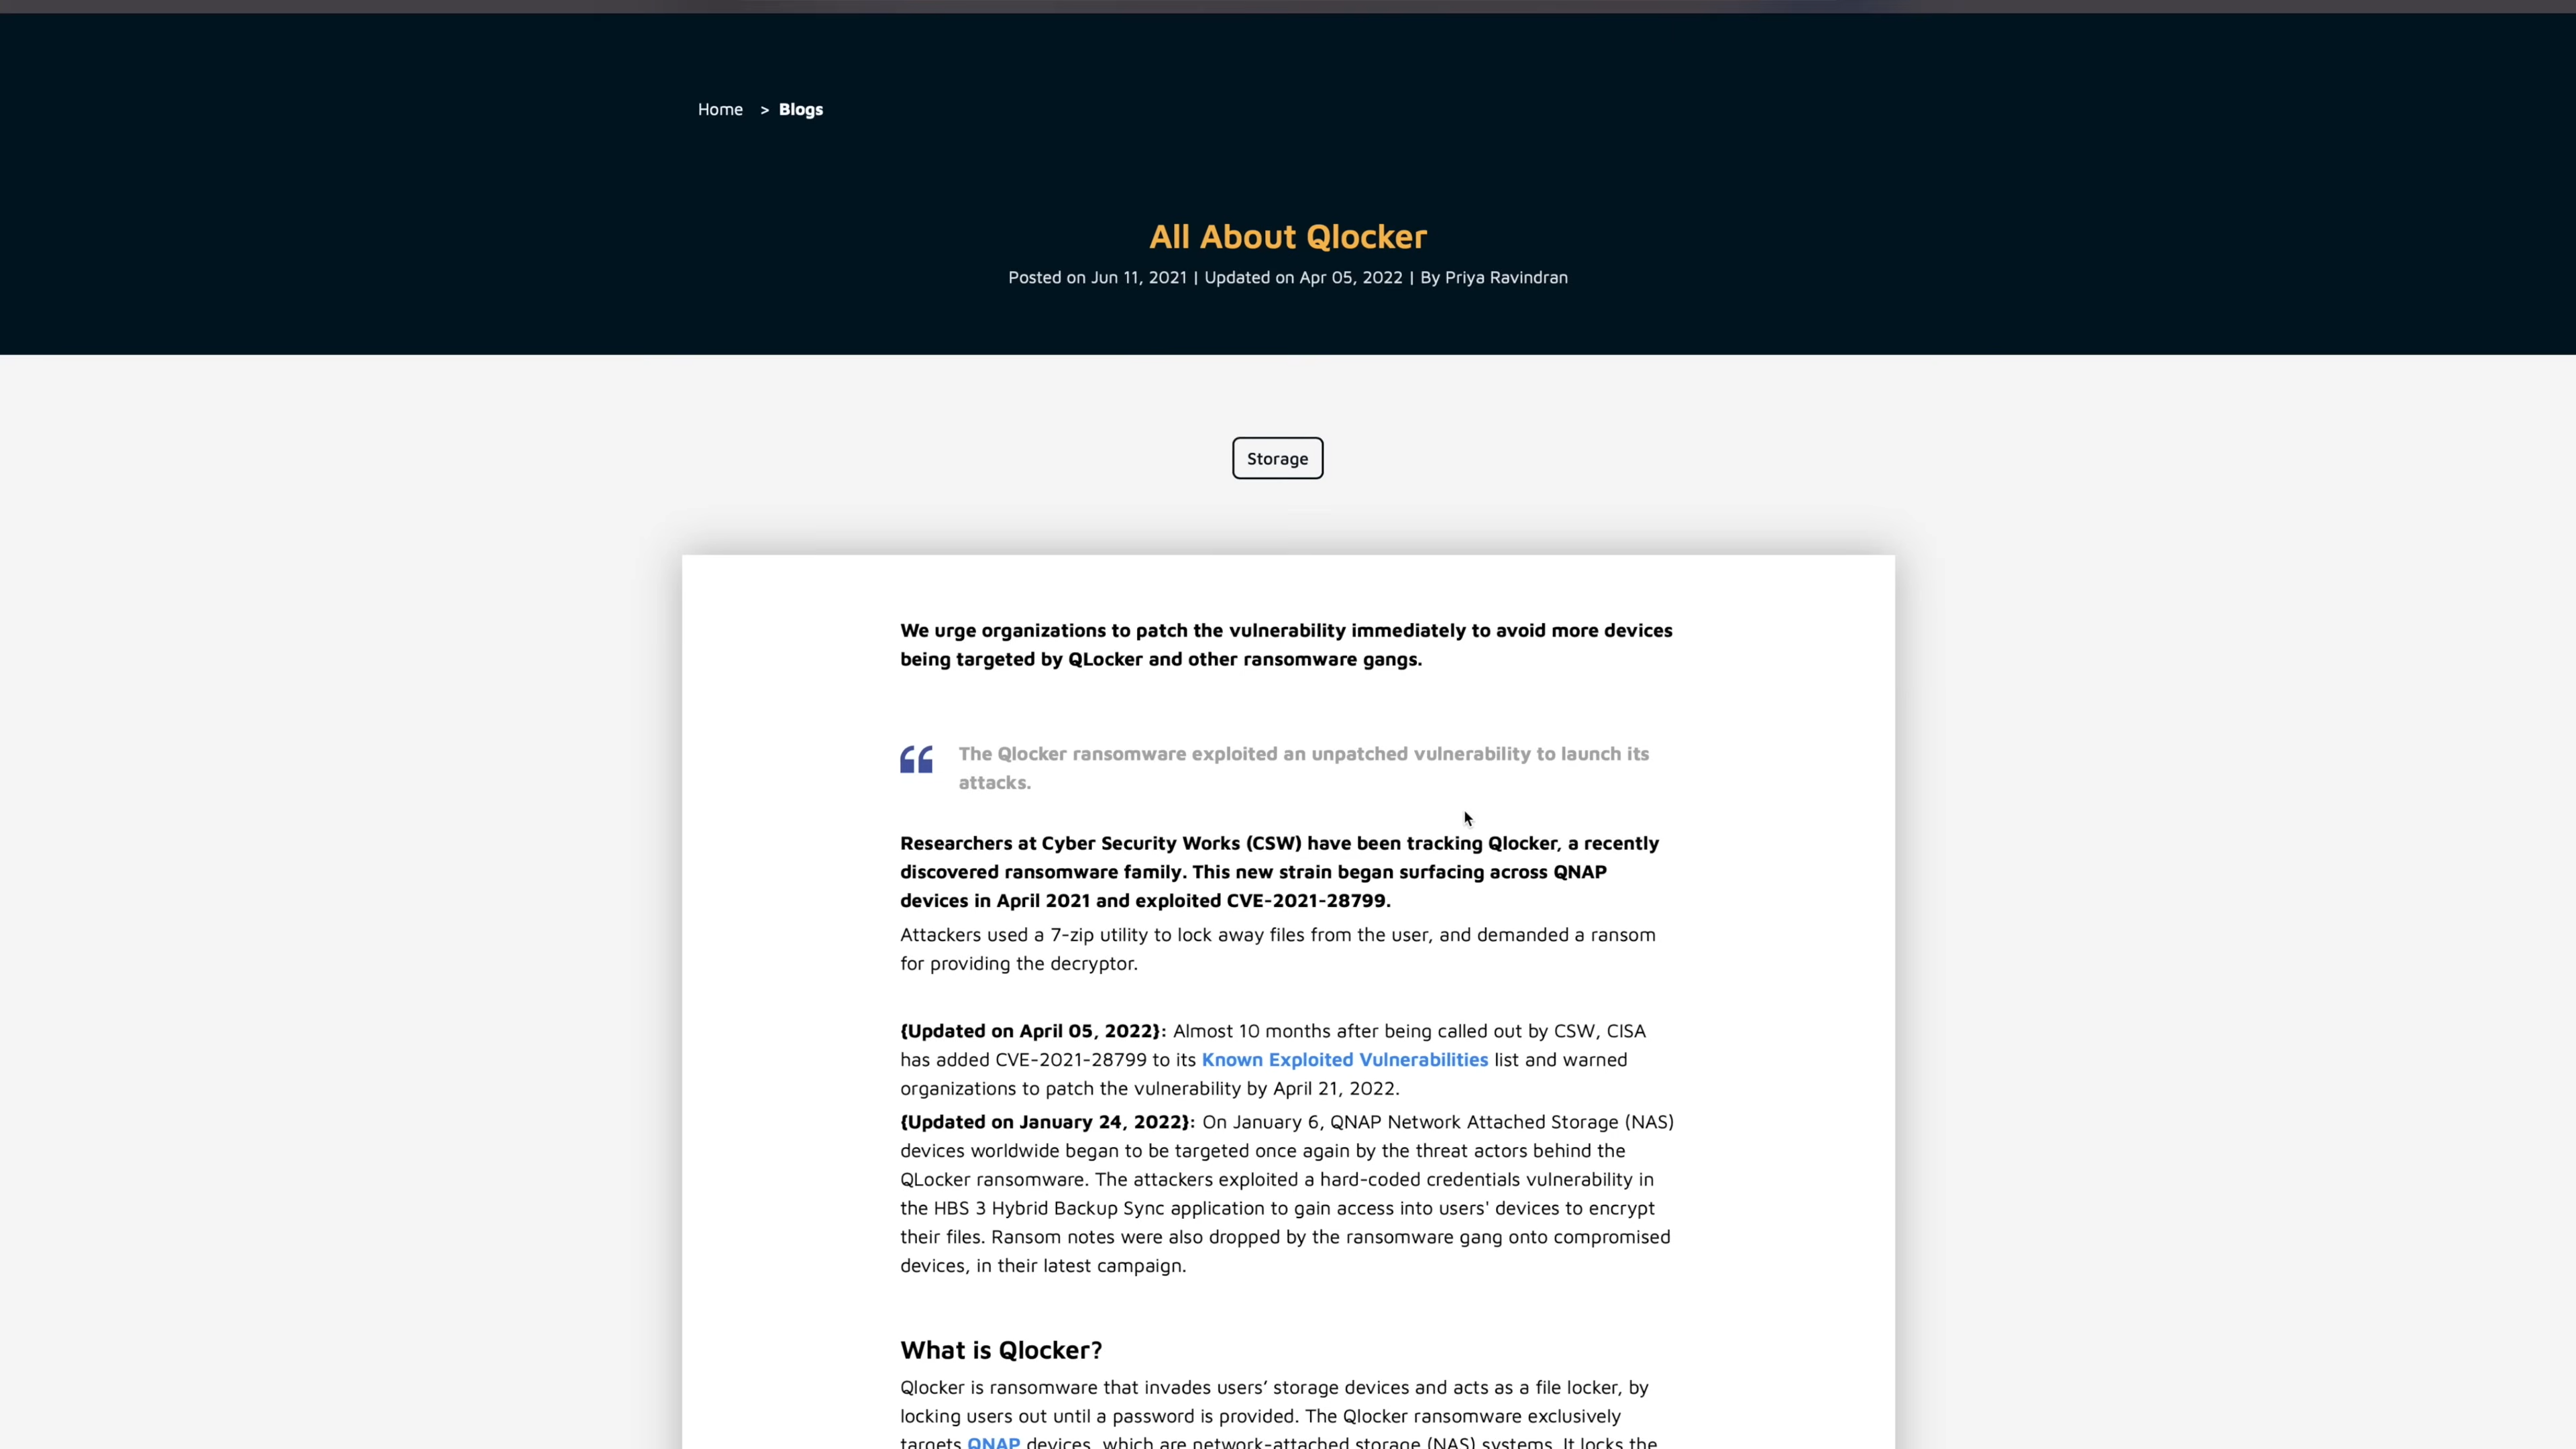 Home > Blogs
All About Qlocker
Posted on Jun 11, 2021 | Updated on Apr 05, 2022 | By Priya Ravindran
Storage
We urge organizations to patch the vulnerability immediately to avoid more devices
being targeted by QLocker and other ransomware gangs.
The Qlocker ransomware exploited an unpatched vulnerability to launch its
attacks.
Researchers at Cyber Security Works (CSW) have been tracking Qlocker, a recently
discovered ransomware family. This new strain began surfacing across QNAP
devices in April 2021 and exploited CVE-2021-28799.
Attackers used a 7-zip utility to lock away files from the user, and demanded a ransom
for providing the decryptor.
{Updated on April 05, 2022}: Almost 10 months after being called out by CSW, CISA
has added CVE-2021-28799 to its Known Exploited Vulnerabilities list and warned
organizations to patch the vulnerability by April 21, 2022.
{Updated on January 24, 2022}: On January 6, QNAP Network Attached Storage (NAS)
devices worldwide began to be targeted once again by the threat actors behind the
QLocker ransomware. The attackers exploited a hard-coded credentials vulnerability in
the HBS 3 Hybrid Backup Sync application to gain access into users' devices to encrypt
their files. Ransom notes were also dropped by the ransomware gang onto compromised
devices, in their latest campaign.
What is Qlocker?
Qlocker is ransomware that invades users’ storage devices and acts as a file locker, by
locking users out until a password is provided. The Qlocker ransomware exclusively
targets QNAP devices, which are network-attached storage (NAS) systems. It locks the